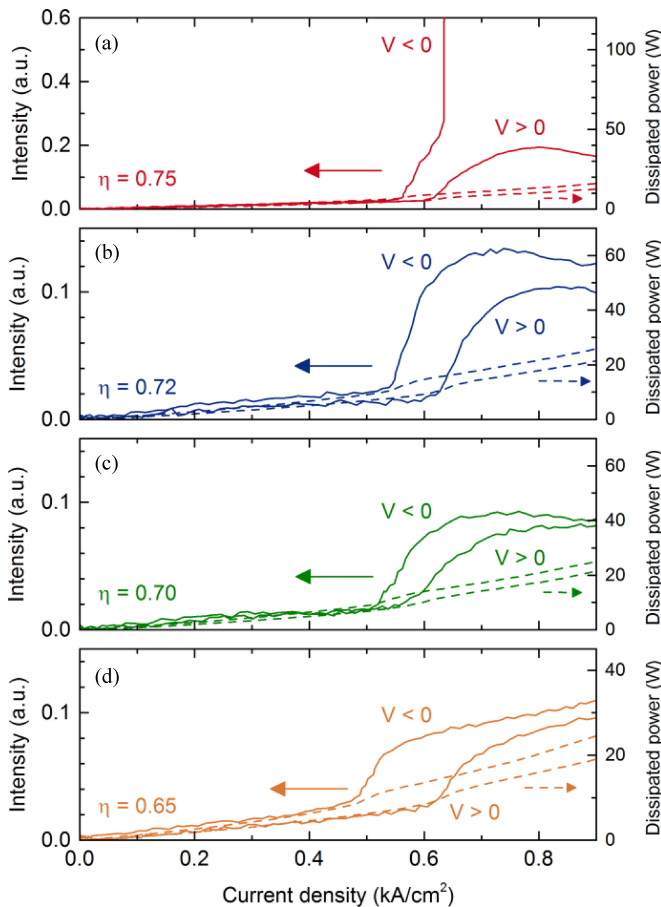 (a)
V < 0
V > 0
η = 0.75
Intensity (a.u.)
0.6
0.4
0.2
0.0
Dissipated power (W)
100
50
0
(b)
V < 0
V > 0
η = 0.72
Intensity (a.u.)
0.1
0.0
Dissipated power (W)
60
40
20
0
(c)
V < 0
V > 0
η = 0.70
Intensity (a.u.)
0.1
0.0
Dissipated power (W)
60
40
20
0
(d)
V < 0
V > 0
η = 0.65
Intensity (a.u.)
0.1
0.0
Dissipated power (W)
40
20
0
0.0 0.2 0.4 0.6 0.8
Current density (kA/cm²)